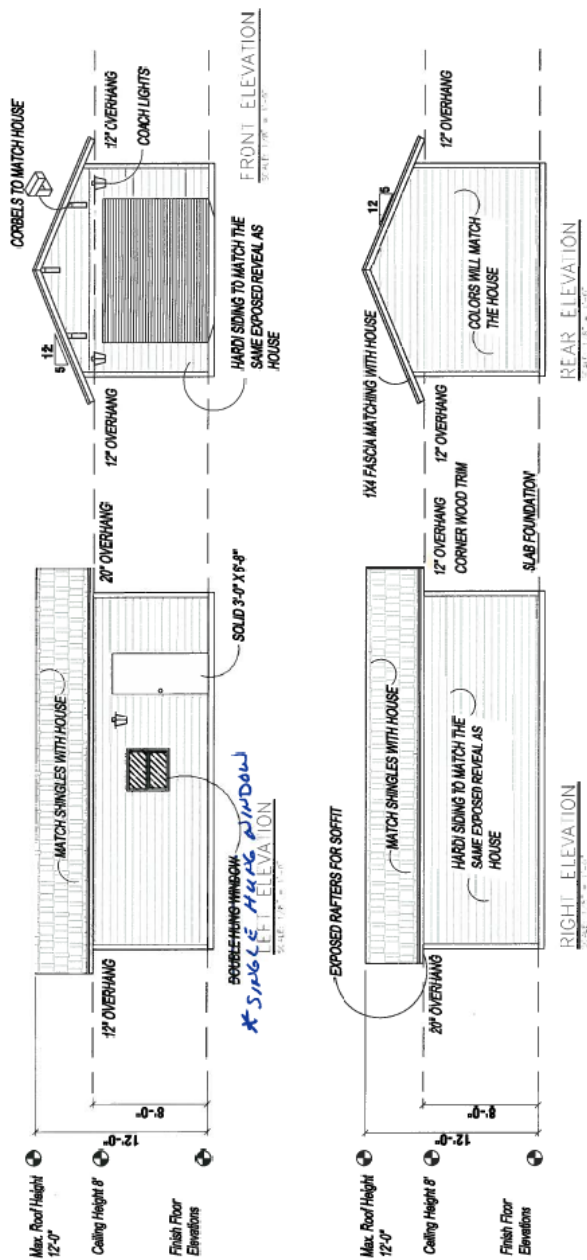 Max. Roof Height
12'-0"
Ceiling Height 8'
Finish Floor
Elevations
12'-0"
8'-0"
MATCH SHINGLES WITH HOUSE
12" OVERHANG
20" OVERHANG
SOLID 3'-0" X 6'-8"
DOUBLE HUNG WINDOW
* SINGLE HUNG WINDOW
LEFT ELEVATION
CORBELS TO MATCH HOUSE
12
5
12" OVERHANG
12" OVERHANG
COACH LIGHTS
HARDI SIDING TO MATCH THE
SAME EXPOSED REVEAL AS
HOUSE
FRONT ELEVATION
Max. Roof Height
12'-0"
Ceiling Height 8'
Finish Floor
Elevations
12'-0"
8'-0"
EXPOSED RAFTERS FOR SOFFIT
20" OVERHANG
MATCH SHINGLES WITH HOUSE
HARDI SIDING TO MATCH THE
SAME EXPOSED REVEAL AS
HOUSE
12" OVERHANG
CORNER WOOD TRIM
SLAB FOUNDATION
RIGHT ELEVATION
1X4 FASCIA MATCHING WITH HOUSE
12
5
12" OVERHANG
12" OVERHANG
COLORS WILL MATCH
THE HOUSE
REAR ELEVATION